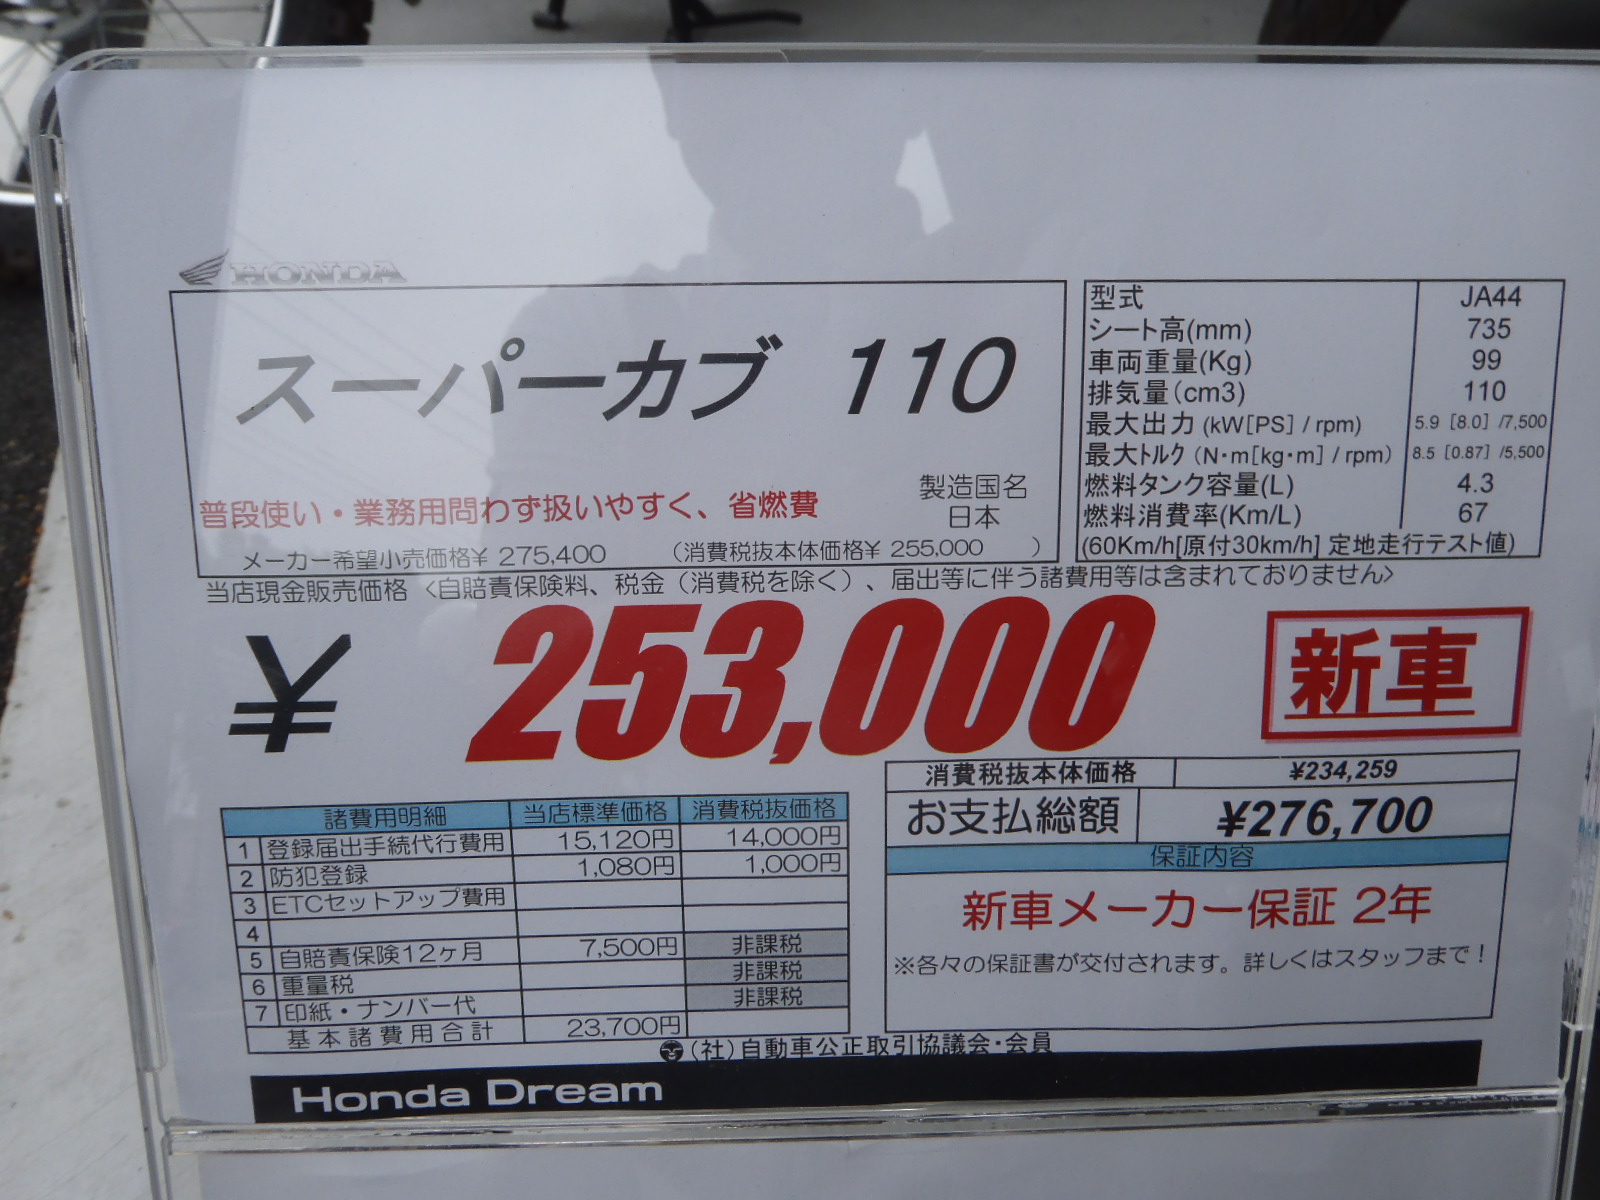 HONDA
スーパーカブ 110
普段使い・業務用問わず扱いやすく、省燃費
製造国名
日本
メーカー希望小売価格¥ 275,400 (消費税抜本体価格¥ 255,000 )
型式 JA44
シート高(mm) 735
車両重量(Kg) 99
排気量(cm3) 110
最大出力 (kW[PS] / rpm) 5.9 [8.0] /7,500
最大トルク (N・m[kg・m] / rpm) 8.5 [0.87] /5,500
燃料タンク容量(L) 4.3
燃料消費率(Km/L) 67
(60Km/h[原付30km/h] 定地走行テスト値)
当店現金販売価格 <自賠責保険料、税金（消費税を除く）、届出等に伴う諸費用等は含まれておりません>
¥ 253,000
新車
消費税抜本体価格 ¥234,259
お支払総額 ¥276,700
保証内容
新車メーカー保証 2年
※各々の保証書が交付されます。詳しくはスタッフまで！
諸費用明細 当店標準価格 消費税抜価格
1 登録届出手続代行費用 15,120円 14,000円
2 防犯登録 1,080円 1,000円
3 ETCセットアップ費用
4
5 自賠責保険12ヶ月 7,500円 非課税
6 重量税 非課税
7 印紙・ナンバー代 非課税
基本諸費用合計 23,700円
(社)自動車公正取引協議会・会員
Honda Dream